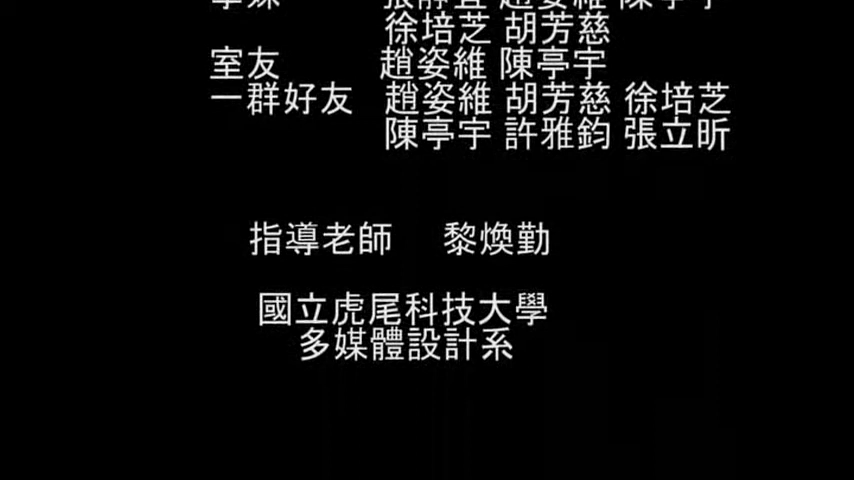 徐培芝 胡芳慈
室友 趙姿維 陳亭宇
一群好友 趙姿維 胡芳慈 徐培芝
陳亭宇 許雅鈞 張立昕
指導老師 黎煥勤
國立虎尾科技大學
多媒體設計系